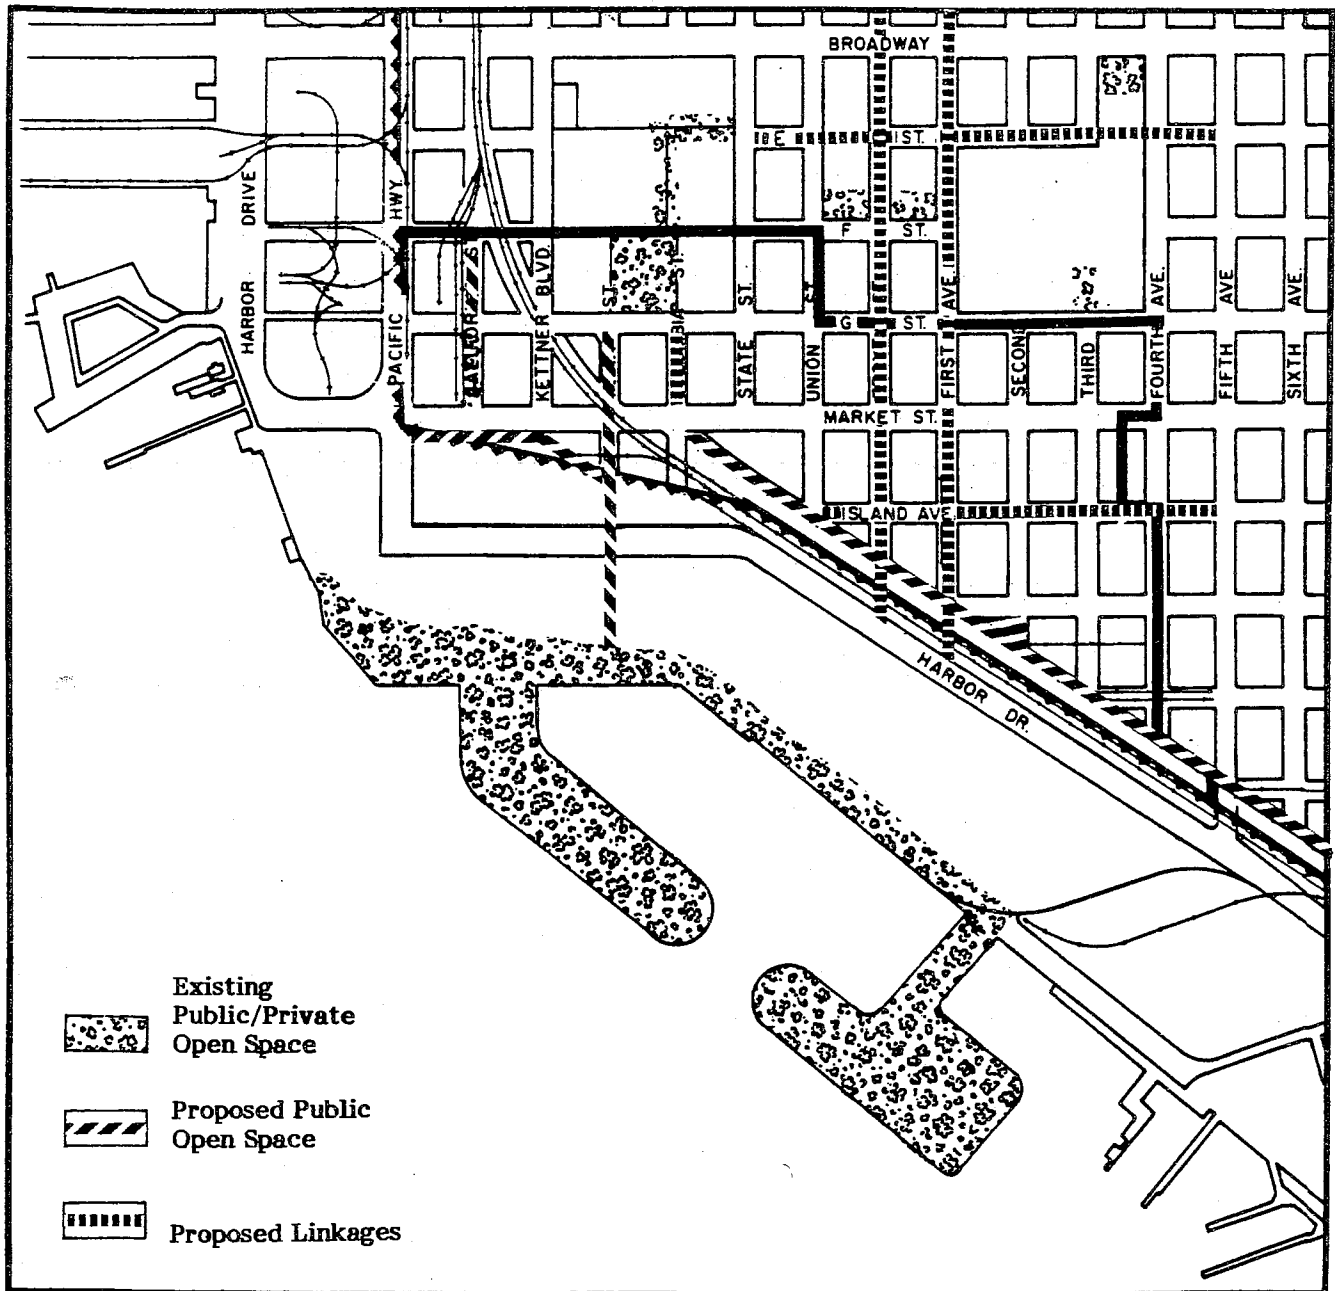 BROADWAY
E ST.
F ST.
G ST.
MARKET ST.
ISLAND AVE.
HARBOR DRIVE
PACIFIC HWY.
KETTNER BLVD.
ST.
ST.
STATE ST.
UNION ST.
FIRST AVE.
SECOND
THIRD
FOURTH AVE.
FIFTH AVE
SIXTH AVE.
HARBOR DR.
Existing
Public/Private
Open Space
Proposed Public
Open Space
Proposed Linkages